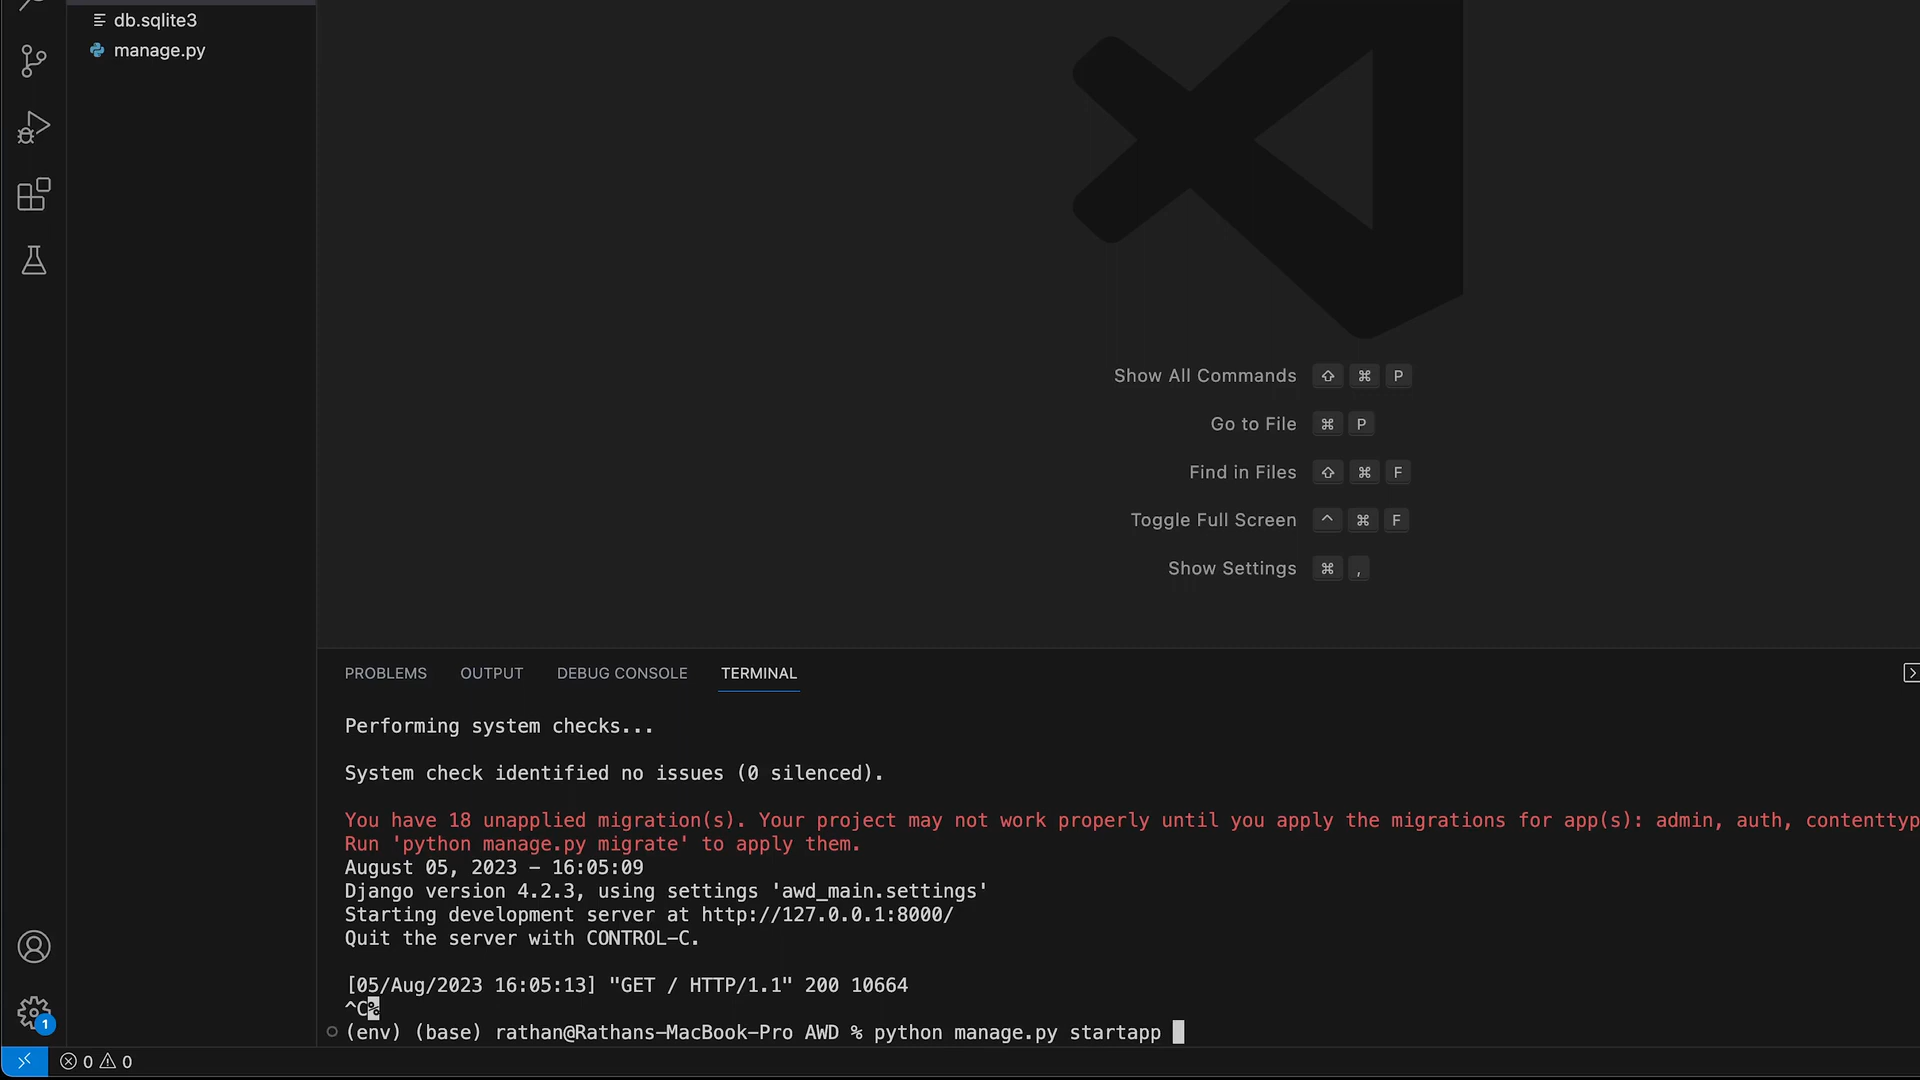 db.sqlite3
manage.py
Show All Commands ⇧ ⌘ P
Go to File ⌘ P
Find in Files ⇧ ⌘ F
Toggle Full Screen ^ ⌘ F
Show Settings ⌘ ,
PROBLEMS OUTPUT DEBUG CONSOLE TERMINAL
Performing system checks...
System check identified no issues (0 silenced).
You have 18 unapplied migration(s). Your project may not work properly until you apply the migrations for app(s): admin, auth, contenttyp
Run 'python manage.py migrate' to apply them.
August 05, 2023 - 16:05:09
Django version 4.2.3, using settings 'awd_main.settings'
Starting development server at http://127.0.0.1:8000/
Quit the server with CONTROL-C.
[05/Aug/2023 16:05:13] "GET / HTTP/1.1" 200 10664
^C%
(env) (base) rathan@Rathans-MacBook-Pro AWD % python manage.py startapp
1
0 0